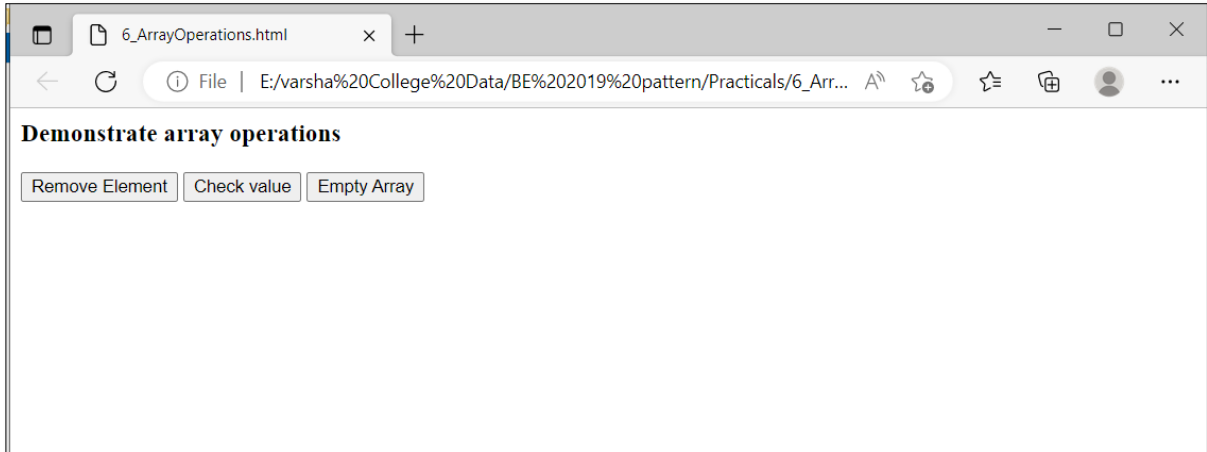 6_ArrayOperations.html
File | E:/varsha%20College%20Data/BE%202019%20pattern/Practicals/6_Arr...
Demonstrate array operations
Remove Element Check value Empty Array